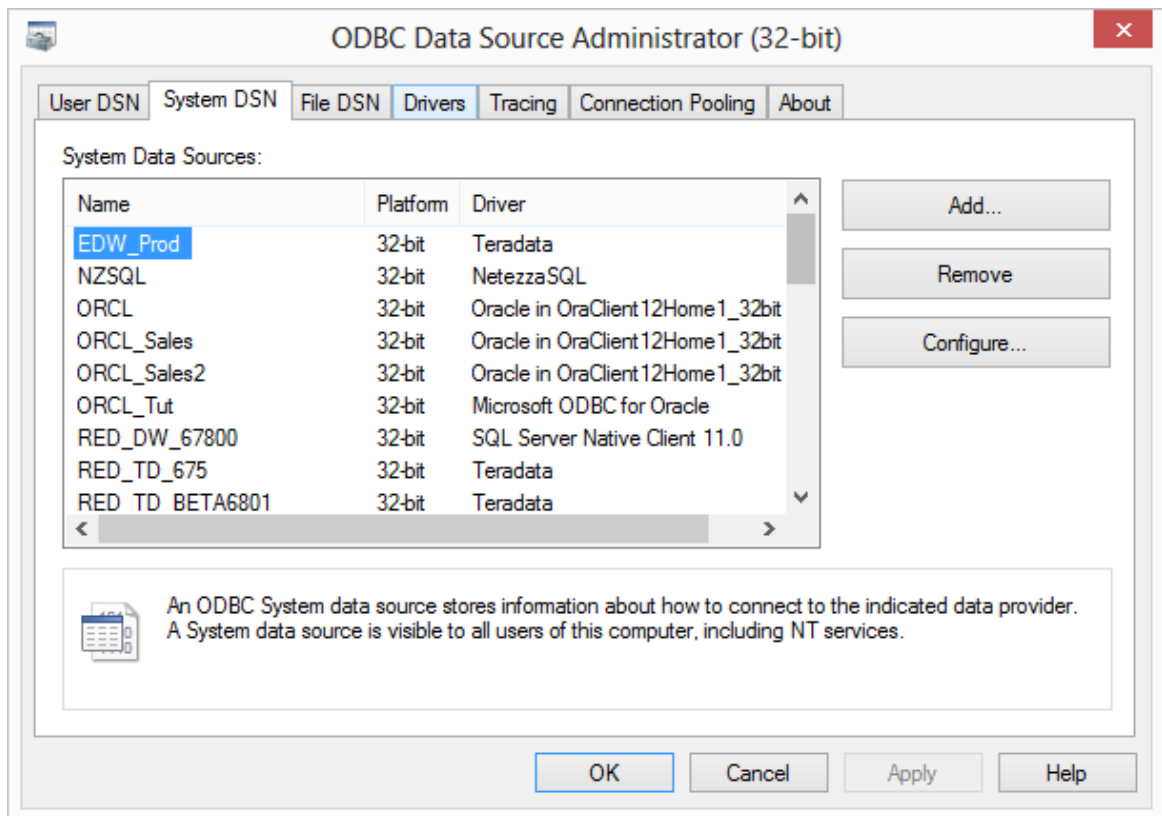 ODBC Data Source Administrator (32-bit)
User DSN System DSN File DSN Drivers Tracing Connection Pooling About
System Data Sources:
Name Platform Driver
EDW_Prod 32-bit Teradata
NZSQL 32-bit NetezzaSQL
ORCL 32-bit Oracle in OraClient12Home1_32bit
ORCL_Sales 32-bit Oracle in OraClient12Home1_32bit
ORCL_Sales2 32-bit Oracle in OraClient12Home1_32bit
ORCL_Tut 32-bit Microsoft ODBC for Oracle
RED_DW_67800 32-bit SQL Server Native Client 11.0
RED_TD_675 32-bit Teradata
RED_TD_BETA6801 32-bit Teradata
Add...
Remove
Configure...
An ODBC System data source stores information about how to connect to the indicated data provider.
A System data source is visible to all users of this computer, including NT services.
OK Cancel Apply Help